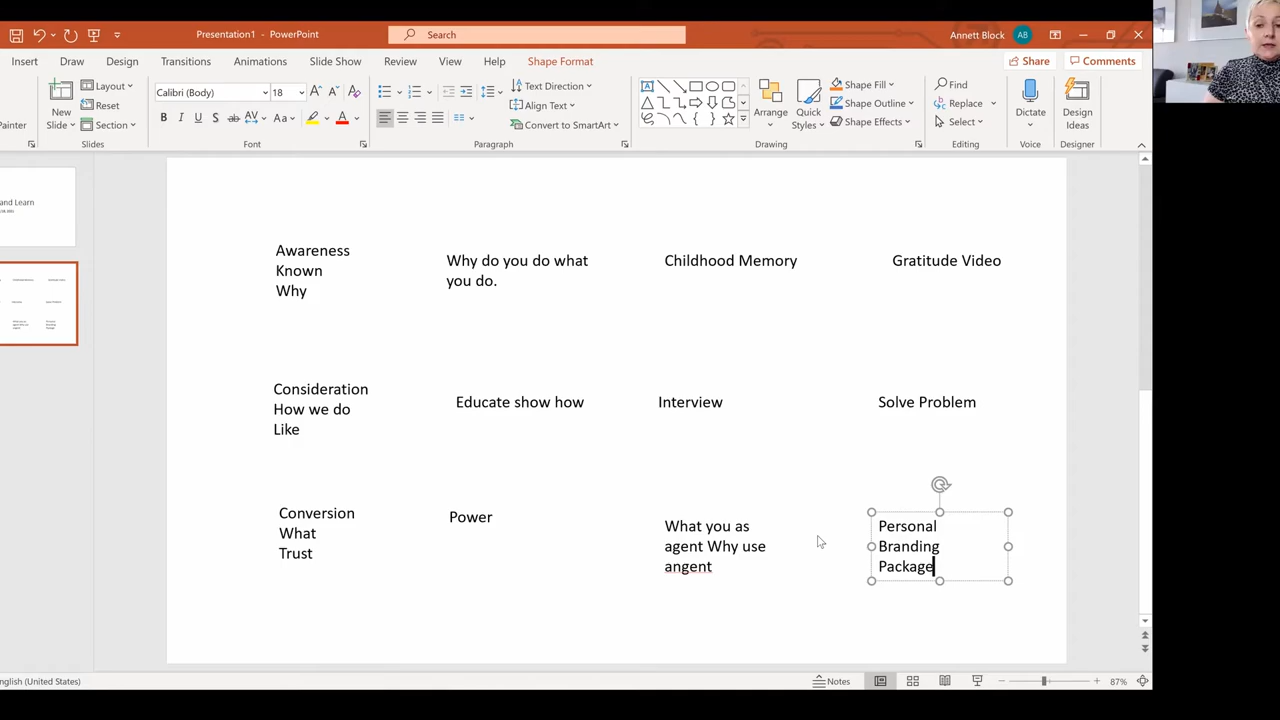 Presentation1 - PowerPoint
Search
Annett Block
AB
Insert
Draw
Design
Transitions
Animations
Slide Show
Review
View
Help
Shape Format
Share
Comments
Painter
New
Slide
Layout
Reset
Section
Slides
Calibri (Body)
18
Font
Text Direction
Align Text
Convert to SmartArt
Paragraph
Arrange
Quick
Styles
Shape Fill
Shape Outline
Shape Effects
Drawing
Find
Replace
Select
Editing
Dictate
Voice
Design
Ideas
Designer
and Learn
Awareness
Known
Why
Why do you do what
you do.
Childhood Memory
Gratitude Video
Consideration
How we do
Like
Educate show how
Interview
Solve Problem
Conversion
What
Trust
Power
What you as
agent Why use
angent
Personal
Branding
Package
nglish (United States)
Notes
87%